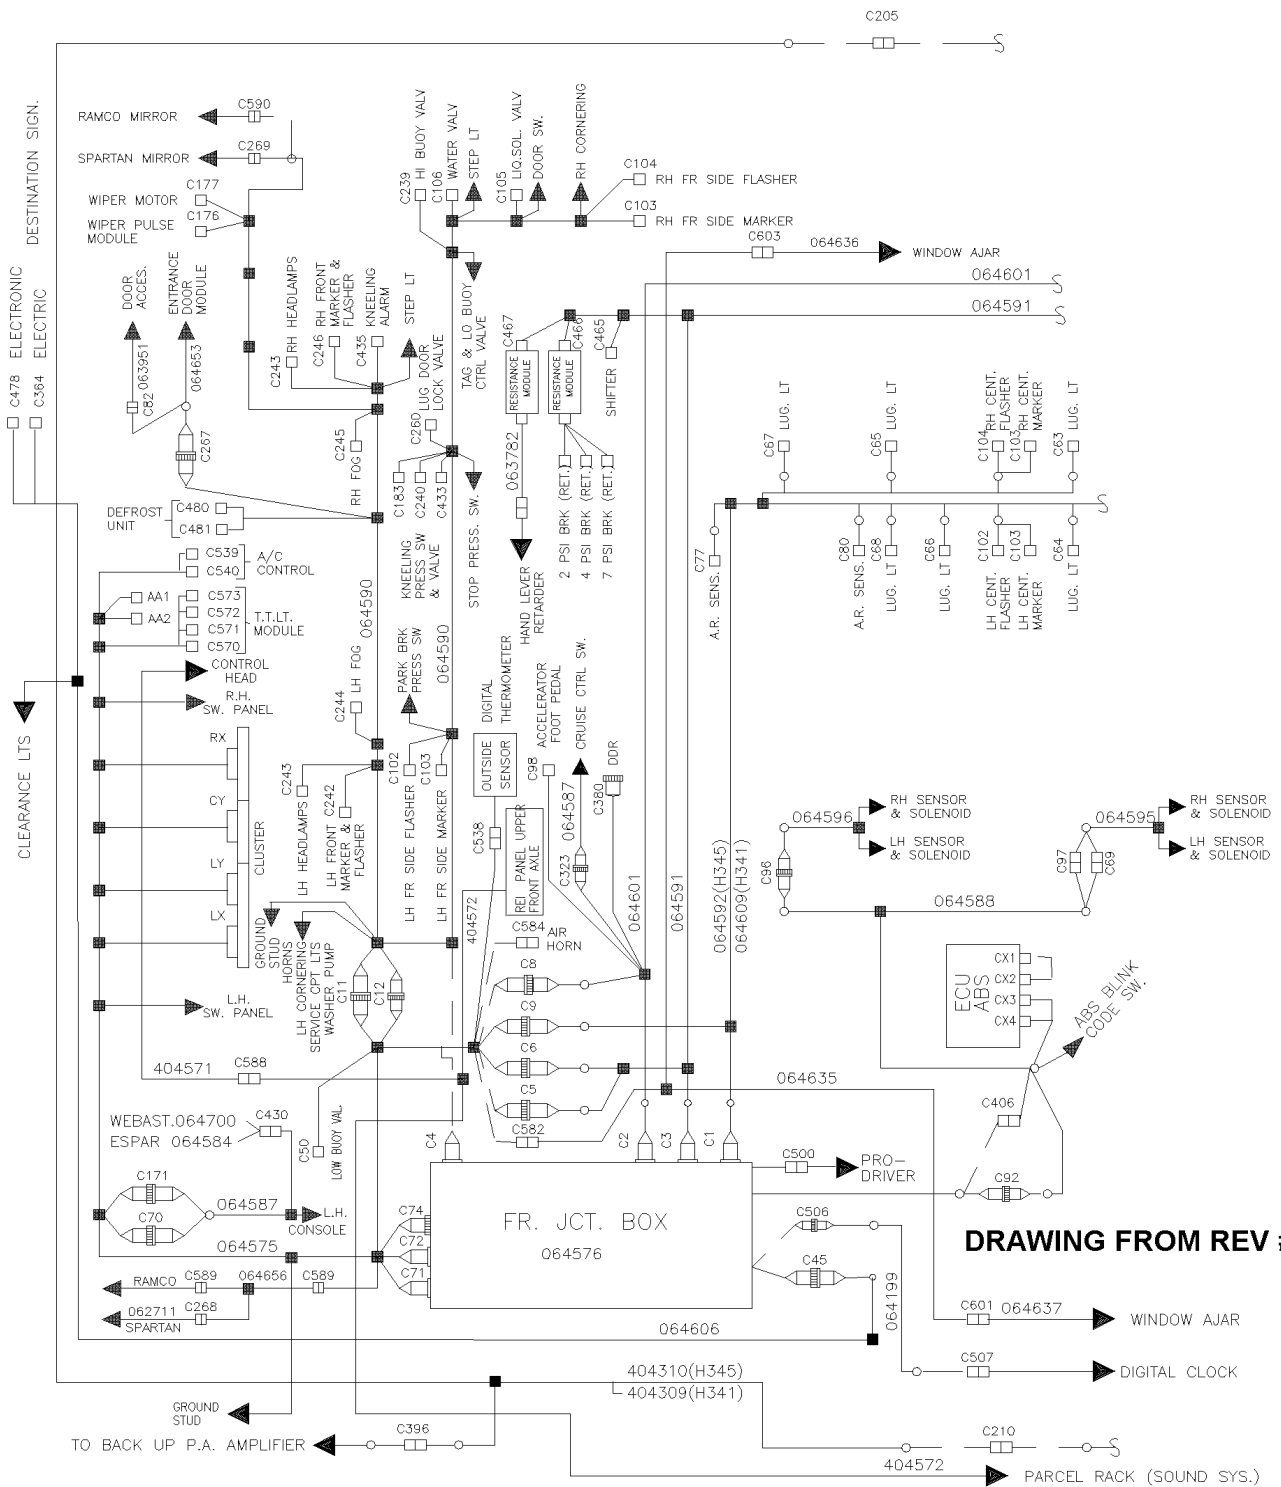 C205
DESTINATION SIGN.
C478 ELECTRONIC
C364 ELECTRIC
RAMCO MIRROR
C590
SPARTAN MIRROR
C269
WIPER MOTOR
C177
WIPER PULSE
MODULE
C176
DOOR
ACCES.
ENTRANCE
DOOR
MODULE
C82 063951
064653
C267
C243
RH HEADLAMPS
C246
RH FRONT
MARKER &
FLASHER
C435
KNEELING
ALARM
STEP LT
C239
HI BUOY VALV
C106
WATER VALV
STEP LT
C105
LIQ.SOL. VALV
DOOR SW.
RH CORNERING
C104
RH FR SIDE FLASHER
C103
RH FR SIDE MARKER
C603
064636
WINDOW AJAR
064601
064591
TAG & LO BUOY
CTRL VALVE
C260
LUG DOOR
LOCK VALVE
C467
RESISTANCE
MODULE
C466
RESISTANCE
MODULE
C465
SHIFTER
C245
RH FOG
C183
C240
C433
KNEELING
PRESS SW
& VALVE
STOP PRESS. SW.
063782
HAND LEVER
RETARDER
2 PSI BRK (RET.)
4 PSI BRK (RET.)
7 PSI BRK (RET.)
C67
LUG. LT
C65
LUG. LT
C104
RH CENT.
FLASHER
C103
RH CENT.
MARKER
C63
LUG. LT
C77
A.R. SENS.
C80
A.R. SENS.
C68
LUG. LT
C66
LUG. LT
C102
LH CENT.
FLASHER
C103
LH CENT.
MARKER
C64
LUG. LT
DEFROST
UNIT
C480
C481
C539
C540
A/C
CONTROL
AA1
AA2
C573
C572
C571
C570
T.T.LT.
MODULE
CONTROL
HEAD
R.H.
SW. PANEL
CLEARANCE LTS
RX
CY
LY
LX
CLUSTER
064590
064590
C244
LH FOG
PARK BRK
PRESS SW
C243
LH HEADLAMPS
C242
LH FRONT
MARKER &
FLASHER
C102
LH FR SIDE FLASHER
C103
LH FR SIDE MARKER
DIGITAL
THERMOMETER
OUTSIDE
SENSOR
C538
C98
ACCELERATOR
FOOT PEDAL
CRUISE CTRL SW.
064587
C323
C380
DDR
REI PANEL UPPER
FRONT AXLE
404572
064601
064591
064592(H345)
064609(H341)
C584
AIR
HORN
GROUND
STUD
HORNS
LH CORNERING
SERVICE CPT LTS
WASHER PUMP
C11
C12
L.H.
SW. PANEL
C8
C9
C6
C5
C582
064596
RH SENSOR
& SOLENOID
LH SENSOR
& SOLENOID
C96
064595
RH SENSOR
& SOLENOID
LH SENSOR
& SOLENOID
C97
C69
064588
ECU
ABS
CX1
CX2
CX3
CX4
ABS BLINK
CODE SW.
404571
C588
064635
C406
WEBAST.064700
ESPAR 064584
C430
C50
LOW BUOY VAL.
C4
C2
C3
C1
C500
PRO-
DRIVER
C92
C171
C70
064587
L.H.
CONSOLE
064575
C74
C72
C71
FR. JCT. BOX
064576
C506
C45
DRAWING FROM REV
RAMCO
C589
064656
C589
062711
SPARTAN
C268
064199
C601
064637
WINDOW AJAR
064606
C507
DIGITAL CLOCK
404310(H345)
404309(H341)
GROUND
STUD
TO BACK UP P.A. AMPLIFIER
C396
C210
404572
PARCEL RACK (SOUND SYS.)